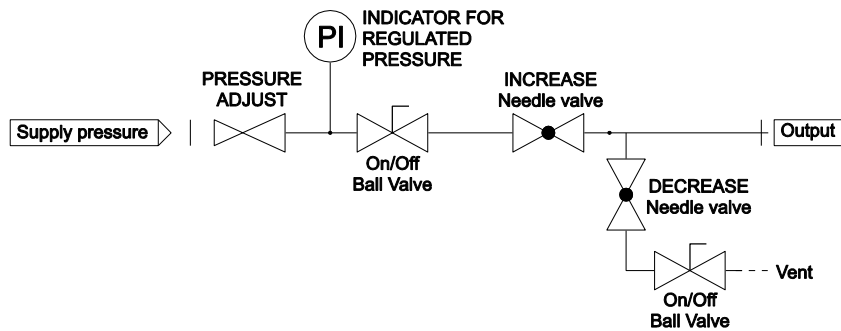 PI
INDICATOR FOR
REGULATED
PRESSURE
PRESSURE
ADJUST
INCREASE
Needle valve
Supply pressure
Output
On/Off
Ball Valve
DECREASE
Needle valve
Vent
On/Off
Ball Valve